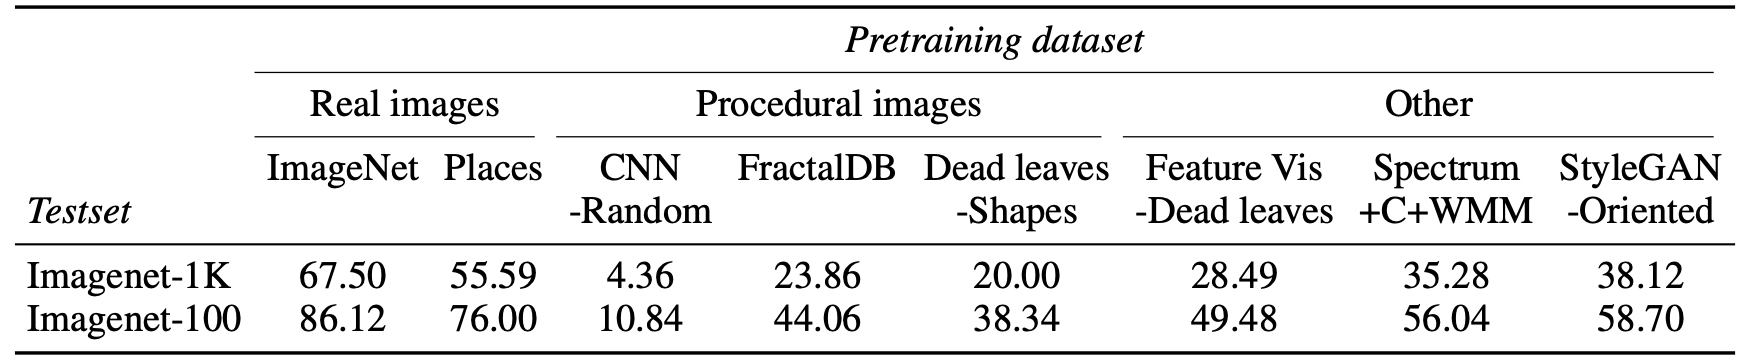 Pretraining dataset
Real images Procedural images Other
ImageNet Places CNN FractalDB Dead leaves Feature Vis Spectrum StyleGAN
Testset -Random -Shapes -Dead leaves +C+WMM -Oriented
Imagenet-1K 67.50 55.59 4.36 23.86 20.00 28.49 35.28 38.12
Imagenet-100 86.12 76.00 10.84 44.06 38.34 49.48 56.04 58.70